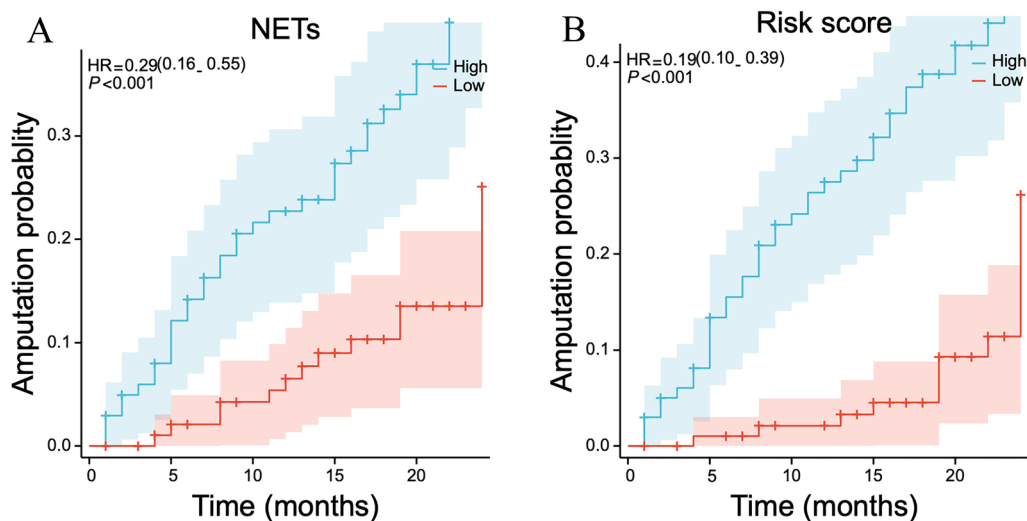 A
NETs
HR=0.29(0.16_ 0.55)
P<0.001
High
Low
0.3
0.2
0.1
0.0
Amputation probablity
0
5
10
15
20
Time (months)
B
Risk score
HR=0.19(0.10_ 0.39)
P<0.001
High
Low
0.4
0.3
0.2
0.1
0.0
Amputation probablity
0
5
10
15
20
Time (months)